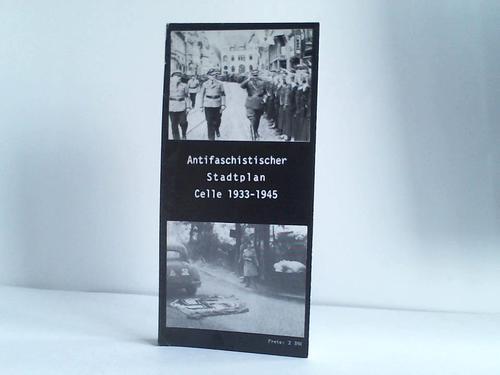 Antifaschistischer
Stadtplan
Celle 1933-1945
Preis: 2 DM